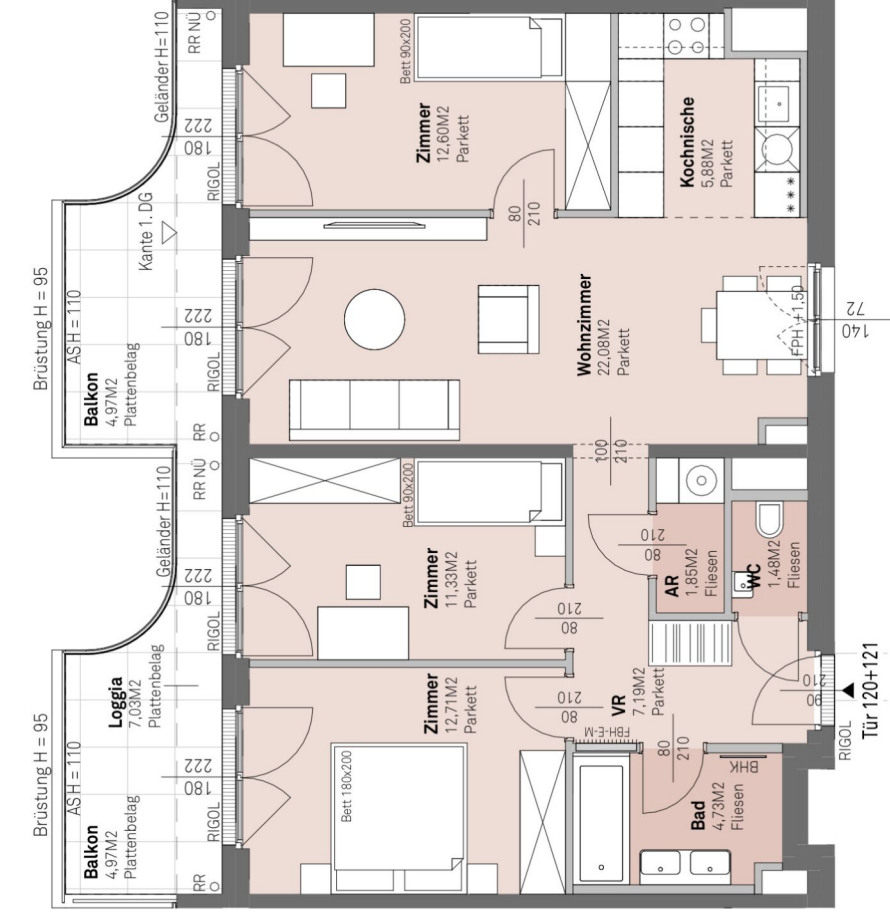 Geländer H=110
RR NÜ
222
180
RIGOL
Kante 1. DG
Brüstung H = 95
AS H = 110
Balkon
4,97M2
Plattenbelag
222
180
RIGOL
RR
Bett 90x200
Zimmer
12,60M2
Parkett
80
210
Kochnische
5,88M2
Parkett
Wohnzimmer
22,08M2
Parkett
FPH +1,50
72
140
100
210
RR NÜ
Geländer H=110
222
180
RIGOL
Bett 90x200
Zimmer
11,33M2
Parkett
80
210
AR
1,85M2
Fliesen
80
210
WC
1,48M2
Fliesen
Loggia
7,03M2
Plattenbelag
Brüstung H = 95
AS H = 110
Balkon
4,97M2
Plattenbelag
222
180
RIGOL
RR
Zimmer
12,71M2
Parkett
Bett 180x200
80
210
VR
7,19M2
Parkett
FBH-E-M
80
210
BHK
Bad
4,73M2
Fliesen
90
210
RIGOL
Tür 120+121